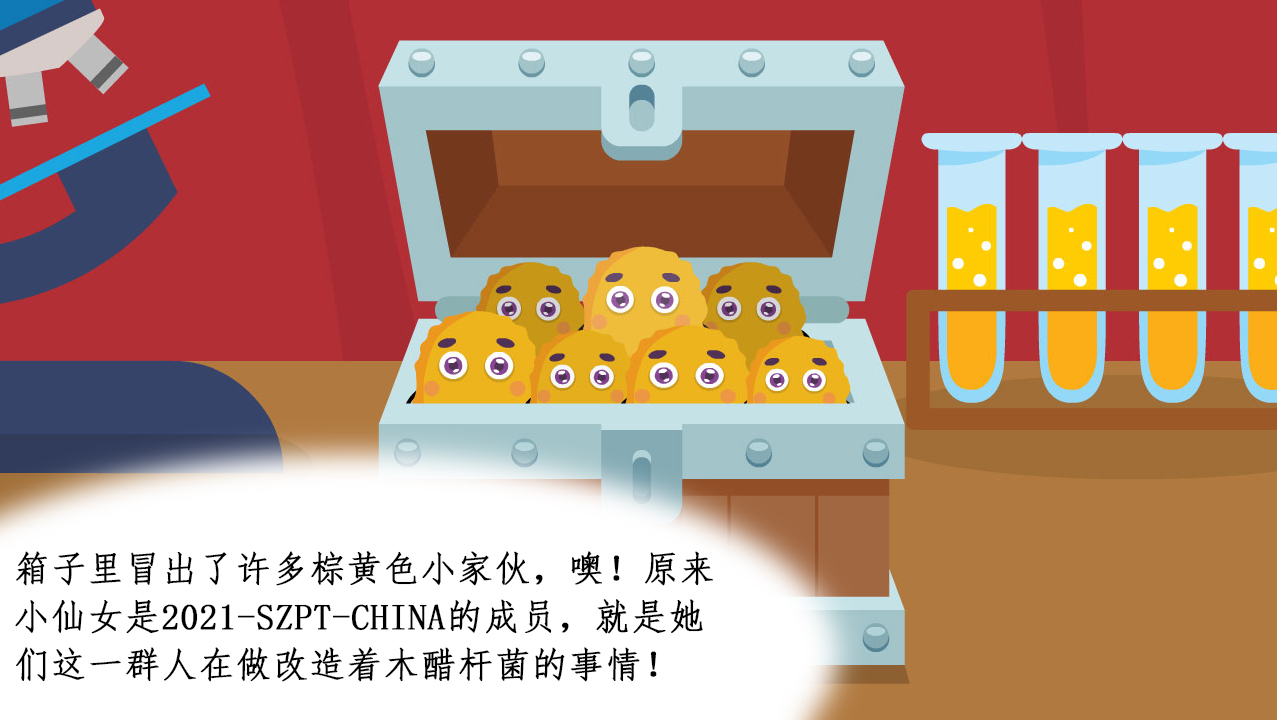 箱子里冒出了许多棕黄色小家伙，噢！原来
小仙女是2021-SZPT-CHINA的成员，就是她
们这一群人在做改造着木醋杆菌的事情！